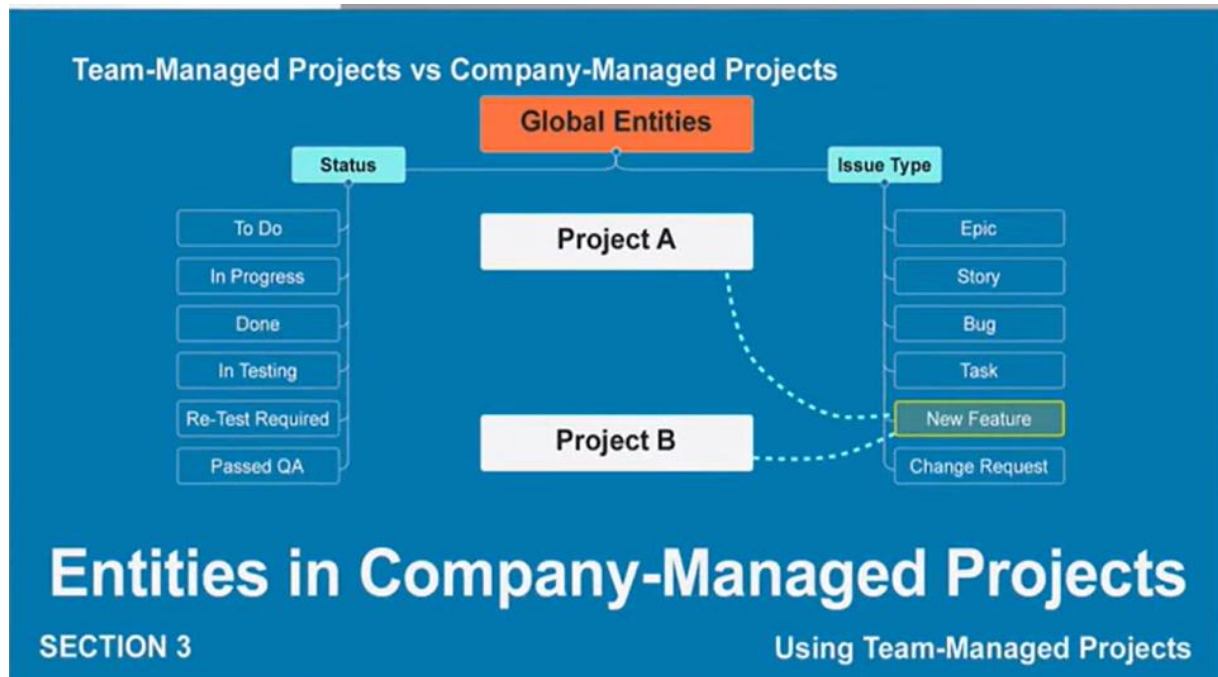 Team-Managed Projects vs Company-Managed Projects
Global Entities
Status
Issue Type
To Do
In Progress
Done
In Testing
Re-Test Required
Passed QA
Project A
Project B
Epic
Story
Bug
Task
New Feature
Change Request
Entities in Company-Managed Projects
SECTION 3
Using Team-Managed Projects